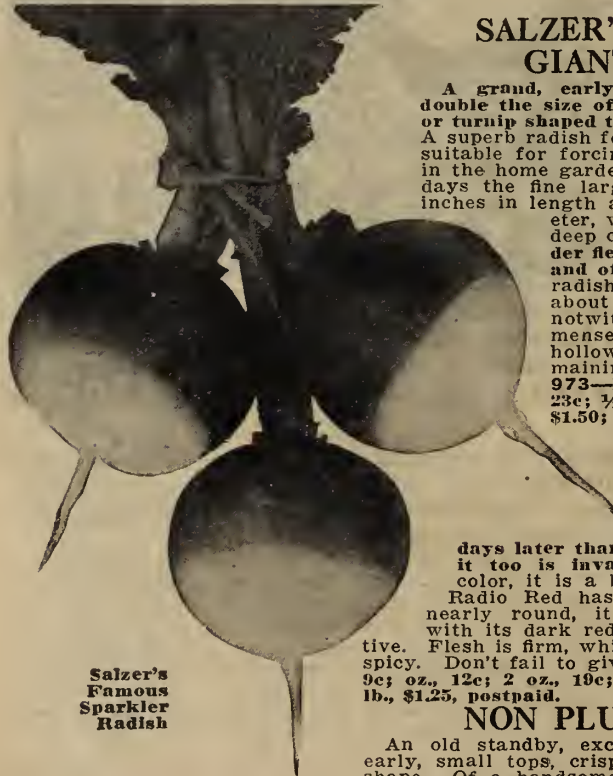 SALZER'
GIAN
A grand, early
double the size of
or turnip shaped t
A superb radish f
suitable for forci
in the home garde
days the fine larg
inches in length a
eter, v
deep c
der fle
and of
radish
about
notwit
mense
hollow
mainin
973—
23c;
$1.50;
days later than
it too is inva
color, it is a b
Radio Red has
nearly round, it
with its dark red
tive. Flesh is firm, whi
spicy. Don't fail to giv
9c; oz., 12c; 2 oz., 19c;
lb., $1.25, postpaid.
Salzer's
Famous
Sparkler
Radish
NON PLU
An old standby, exc
early, small tops, crisp
shape. Of a handsom